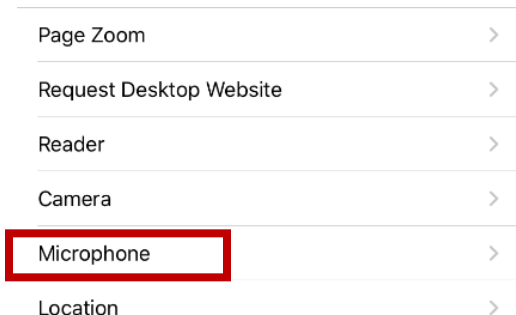 Page Zoom
Request Desktop Website
Reader
Camera
Microphone
Location